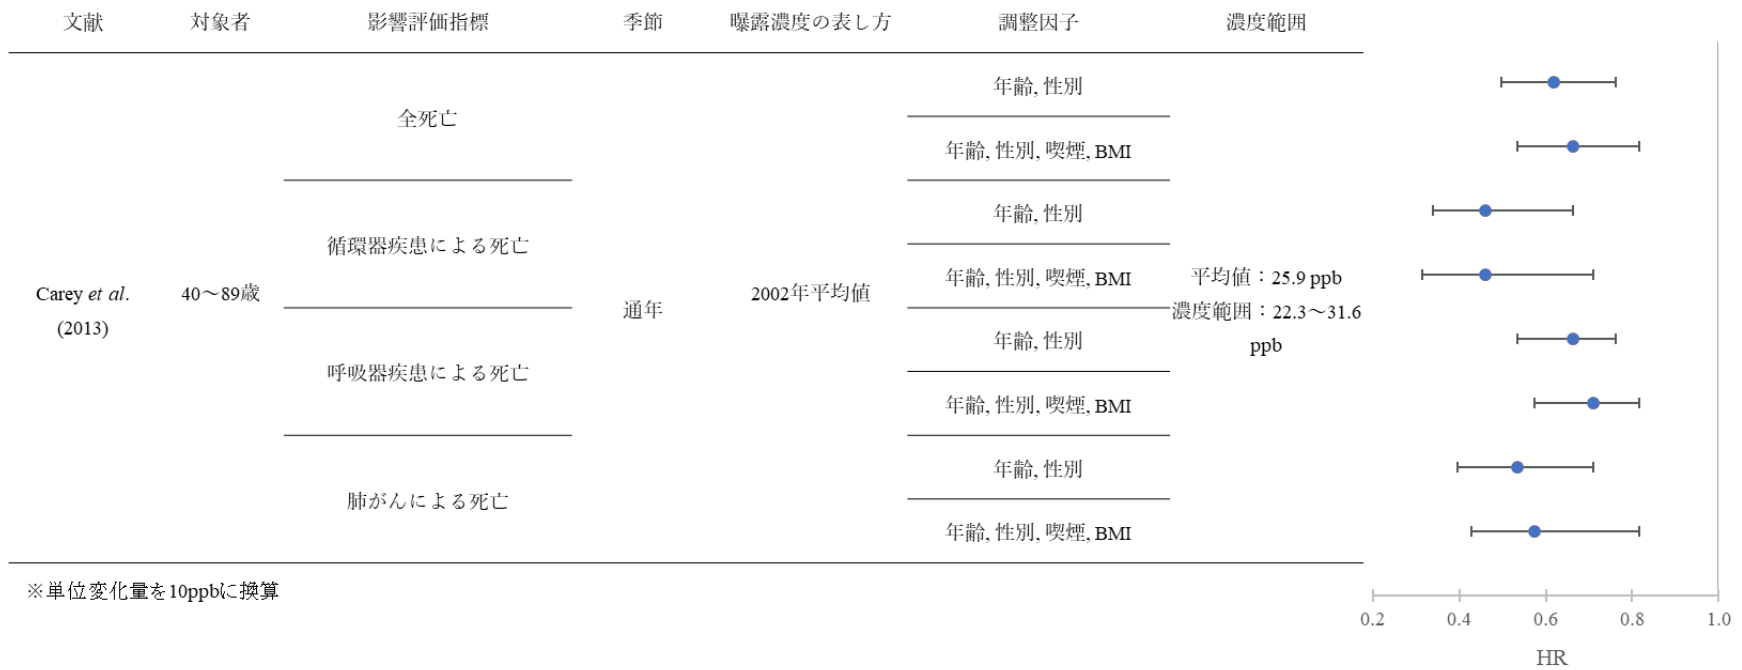 文献 対象者 影響評価指標 季節 曝露濃度の表し方 調整因子 濃度範囲
年齢, 性別
全死亡
年齢, 性別, 喫煙, BMI
年齢, 性別
循環器疾患による死亡
年齢, 性別, 喫煙, BMI
Carey et al.
(2013)
40～89歳
通年
2002年平均値
平均値：25.9 ppb
濃度範囲：22.3～31.6
ppb
年齢, 性別
呼吸器疾患による死亡
年齢, 性別, 喫煙, BMI
年齢, 性別
肺がんによる死亡
年齢, 性別, 喫煙, BMI
※単位変化量を10ppbに換算
0.2 0.4 0.6 0.8 1.0
HR